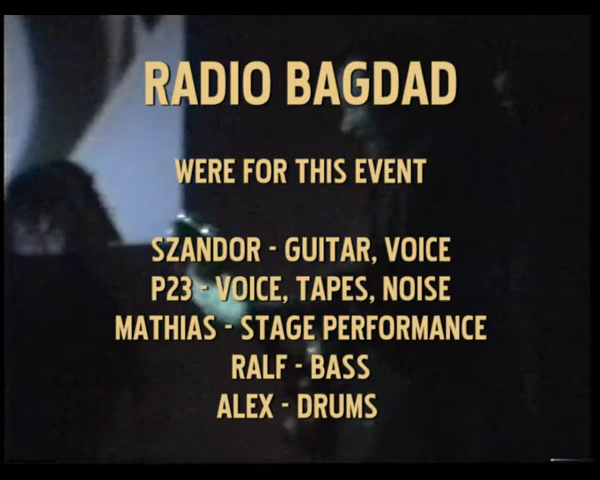 RADIO BAGDAD
WERE FOR THIS EVENT
SZANDOR - GUITAR, VOICE
P23 - VOICE, TAPES, NOISE
MATHIAS - STAGE PERFORMANCE
RALF - BASS
ALEX - DRUMS